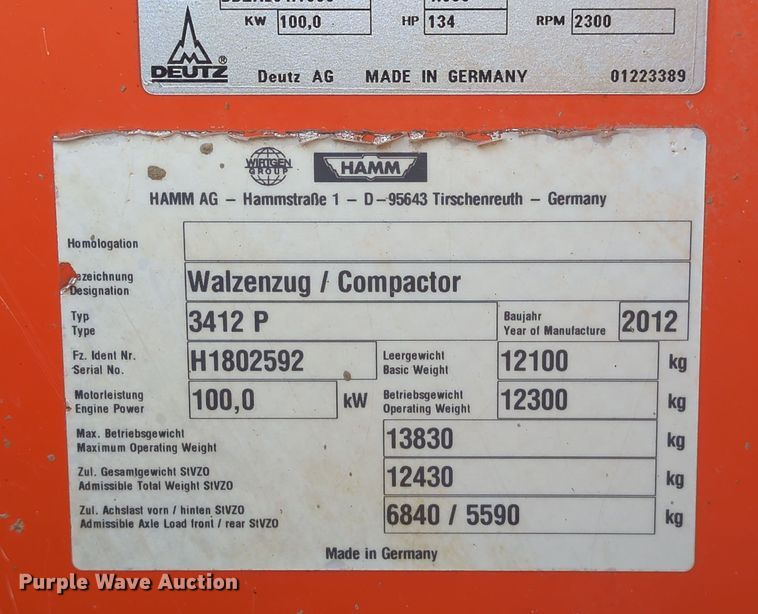 KW 100,0 HP 134 RPM 2300
DEUTZ ® Deutz AG MADE IN GERMANY 01223389
WIRTGEN GROUP HAMM
HAMM AG – Hammstraße 1 – D–95643 Tirschenreuth – Germany
Homologation
ezeichnung
Designation Walzenzug / Compactor
Typ
Type 3412 P
Baujahr
Year of Manufacture 2012
Fz. Ident Nr.
Serial No. H1802592
Leergewicht
Basic Weight 12100 kg
Motorleistung
Engine Power 100,0 kW
Betriebsgewicht
Operating Weight 12300 kg
Max. Betriebsgewicht
Maximum Operating Weight 13830 kg
Zul. Gesamtgewicht StVZO
Admissible Total Weight StVZO 12430 kg
Zul. Achslast vorn / hinten StVZO
Admissible Axle Load front / rear StVZO 6840 / 5590 kg
Made in Germany
Purple Wave Auction